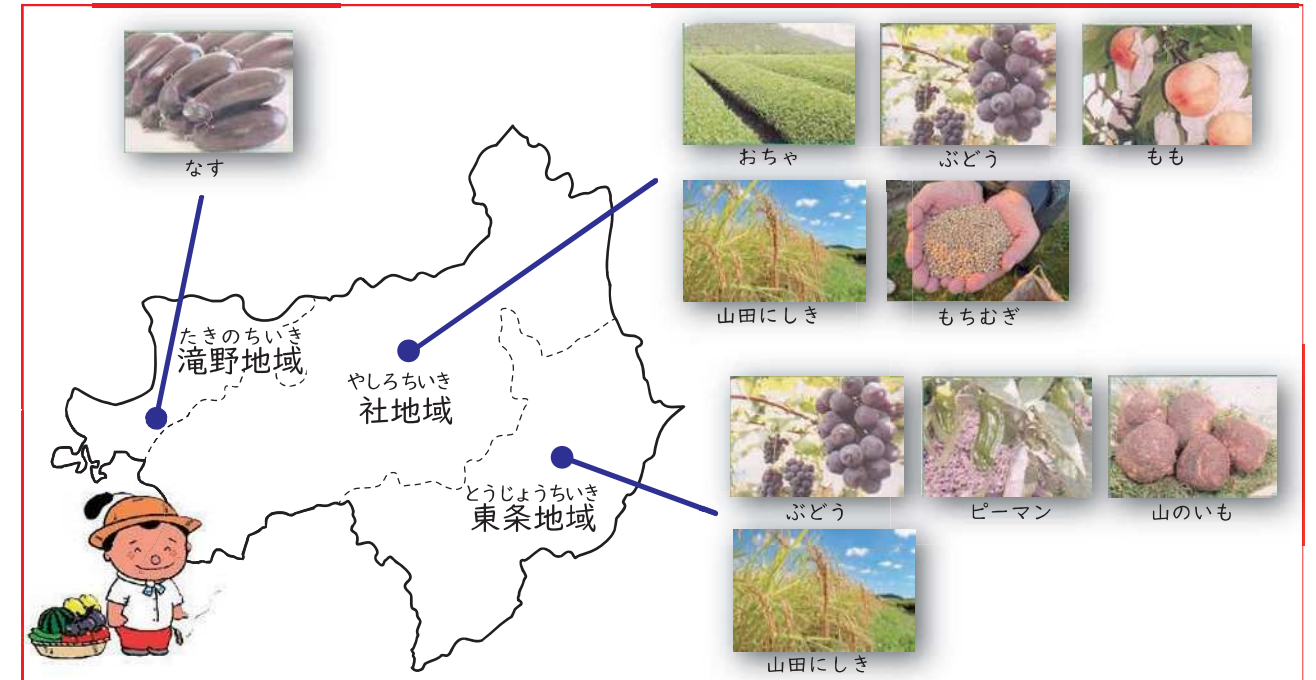 なす
おちゃ
ぶどう
もも
山田にしき
もちむぎ
たきのちいき
滝野地域
やしろちいき
社地域
とうじょうちいき
東条地域
ぶどう
ピーマン
山のいも
山田にしき